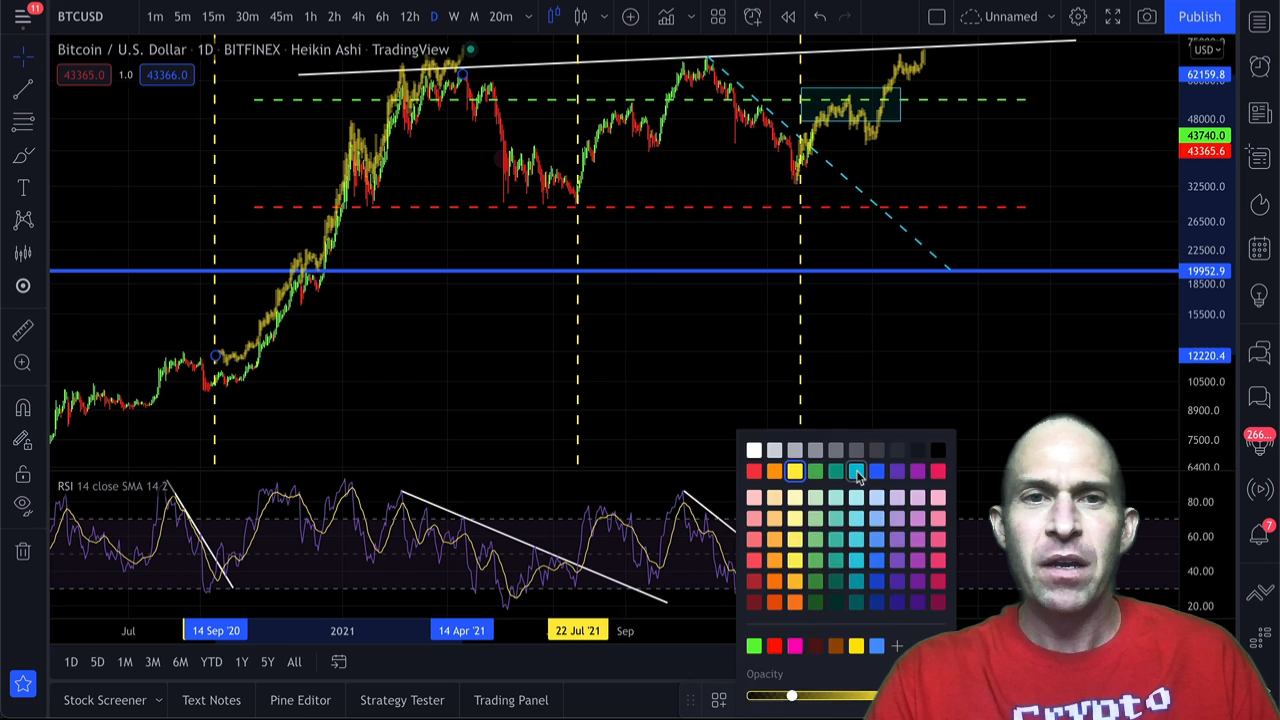 11
BTCUSD 1m 5m 15m 30m 45m 1h 2h 4h 6h 12h D W M 20m Unnamed Publish
Bitcoin / U.S. Dollar · 1D · BITFINEX · Heikin Ashi · TradingView
43365.0 1.0 43366.0
USD
62159.8
48000.0
43740.0
43365.6
32500.0
26500.0
22500.0
19952.9
18500.0
15500.0
12220.4
10500.0
8900.0
7500.0
6400.0
266...
RSI 14 close SMA 14 2
80.00
60.00
40.00
20.00
7
Jul 14 Sep '20 2021 14 Apr '21 22 Jul '21 Sep
1D 5D 1M 3M 6M YTD 1Y 5Y All
Opacity
Stock Screener Text Notes Pine Editor Strategy Tester Trading Panel
Crypto